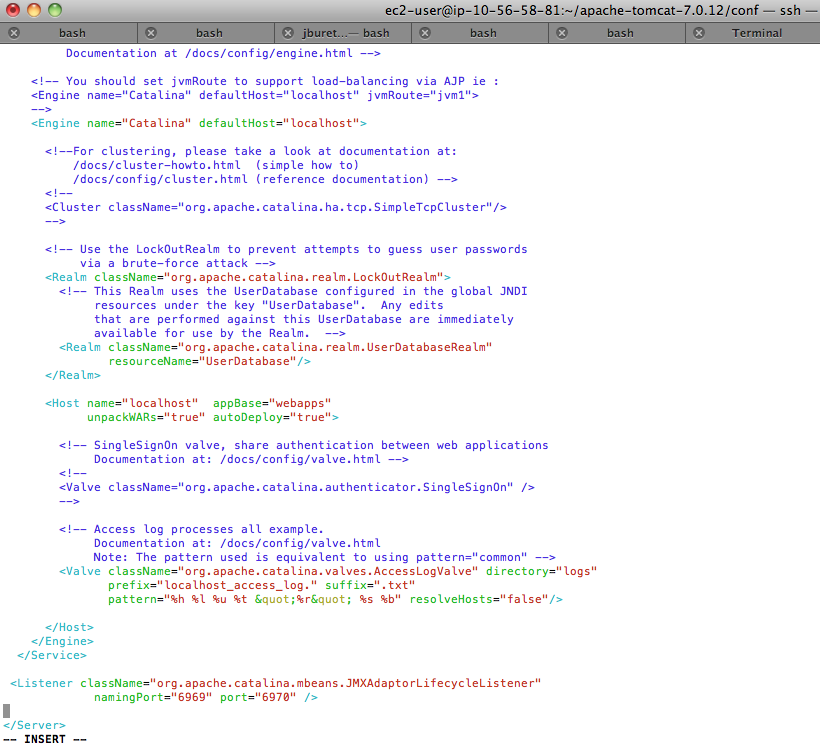 ec2-user@ip-10-56-58-81:~/apache-tomcat-7.0.12/conf — ssh —
bash bash jburet...— bash bash bash Terminal
Documentation at /docs/config/engine.html -->
<!-- You should set jvmRoute to support load-balancing via AJP ie :
<Engine name="Catalina" defaultHost="localhost" jvmRoute="jvm1">
-->
<Engine name="Catalina" defaultHost="localhost">
<!--For clustering, please take a look at documentation at:
/docs/cluster-howto.html  (simple how to)
/docs/config/cluster.html (reference documentation) -->
<!--
<Cluster className="org.apache.catalina.ha.tcp.SimpleTcpCluster"/>
-->
<!-- Use the LockOutRealm to prevent attempts to guess user passwords
via a brute-force attack -->
<Realm className="org.apache.catalina.realm.LockOutRealm">
<!-- This Realm uses the UserDatabase configured in the global JNDI
resources under the key "UserDatabase".  Any edits
that are performed against this UserDatabase are immediately
available for use by the Realm.  -->
<Realm className="org.apache.catalina.realm.UserDatabaseRealm"
resourceName="UserDatabase"/>
</Realm>
<Host name="localhost"  appBase="webapps"
unpackWARs="true" autoDeploy="true">
<!-- SingleSignOn valve, share authentication between web applications
Documentation at: /docs/config/valve.html -->
<!--
<Valve className="org.apache.catalina.authenticator.SingleSignOn" />
-->
<!-- Access log processes all example.
Documentation at: /docs/config/valve.html
Note: The pattern used is equivalent to using pattern="common" -->
<Valve className="org.apache.catalina.valves.AccessLogValve" directory="logs"
prefix="localhost_access_log." suffix=".txt"
pattern="%h %l %u %t &quot;%r&quot; %s %b" resolveHosts="false"/>
</Host>
</Engine>
</Service>
<Listener className="org.apache.catalina.mbeans.JMXAdaptorLifecycleListener"
namingPort="6969" port="6970" />
</Server>
-- INSERT --